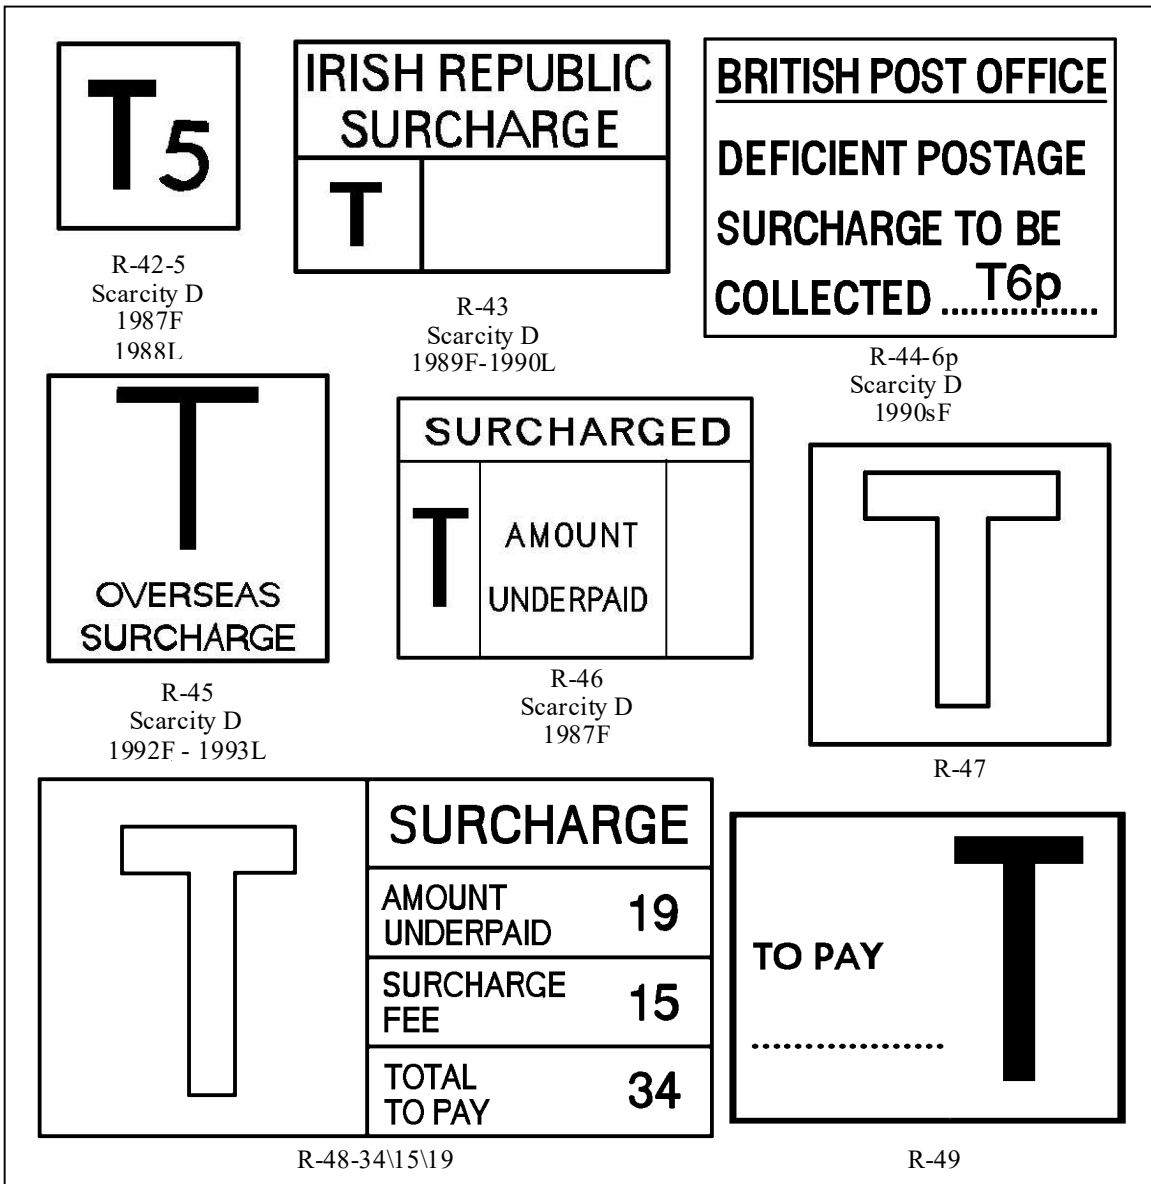 T5
R-42-5
Scarcity D
1987F
1988L
IRISH REPUBLIC
SURCHARGE
T
R-43
Scarcity D
1989F-1990L
BRITISH POST OFFICE
DEFICIENT POSTAGE
SURCHARGE TO BE
COLLECTED ................ T6p
R-44-6p
Scarcity D
1990sF
T
OVERSEAS
SURCHARGE
R-45
Scarcity D
1992F - 1993L
SURCHARGED
T
AMOUNT
UNDERPAID
R-46
Scarcity D
1987F
T
R-47
T
SURCHARGE
AMOUNT
UNDERPAID 19
SURCHARGE
FEE 15
TOTAL
TO PAY 34
R-48-34\15\19
TO PAY
....................
T
R-49